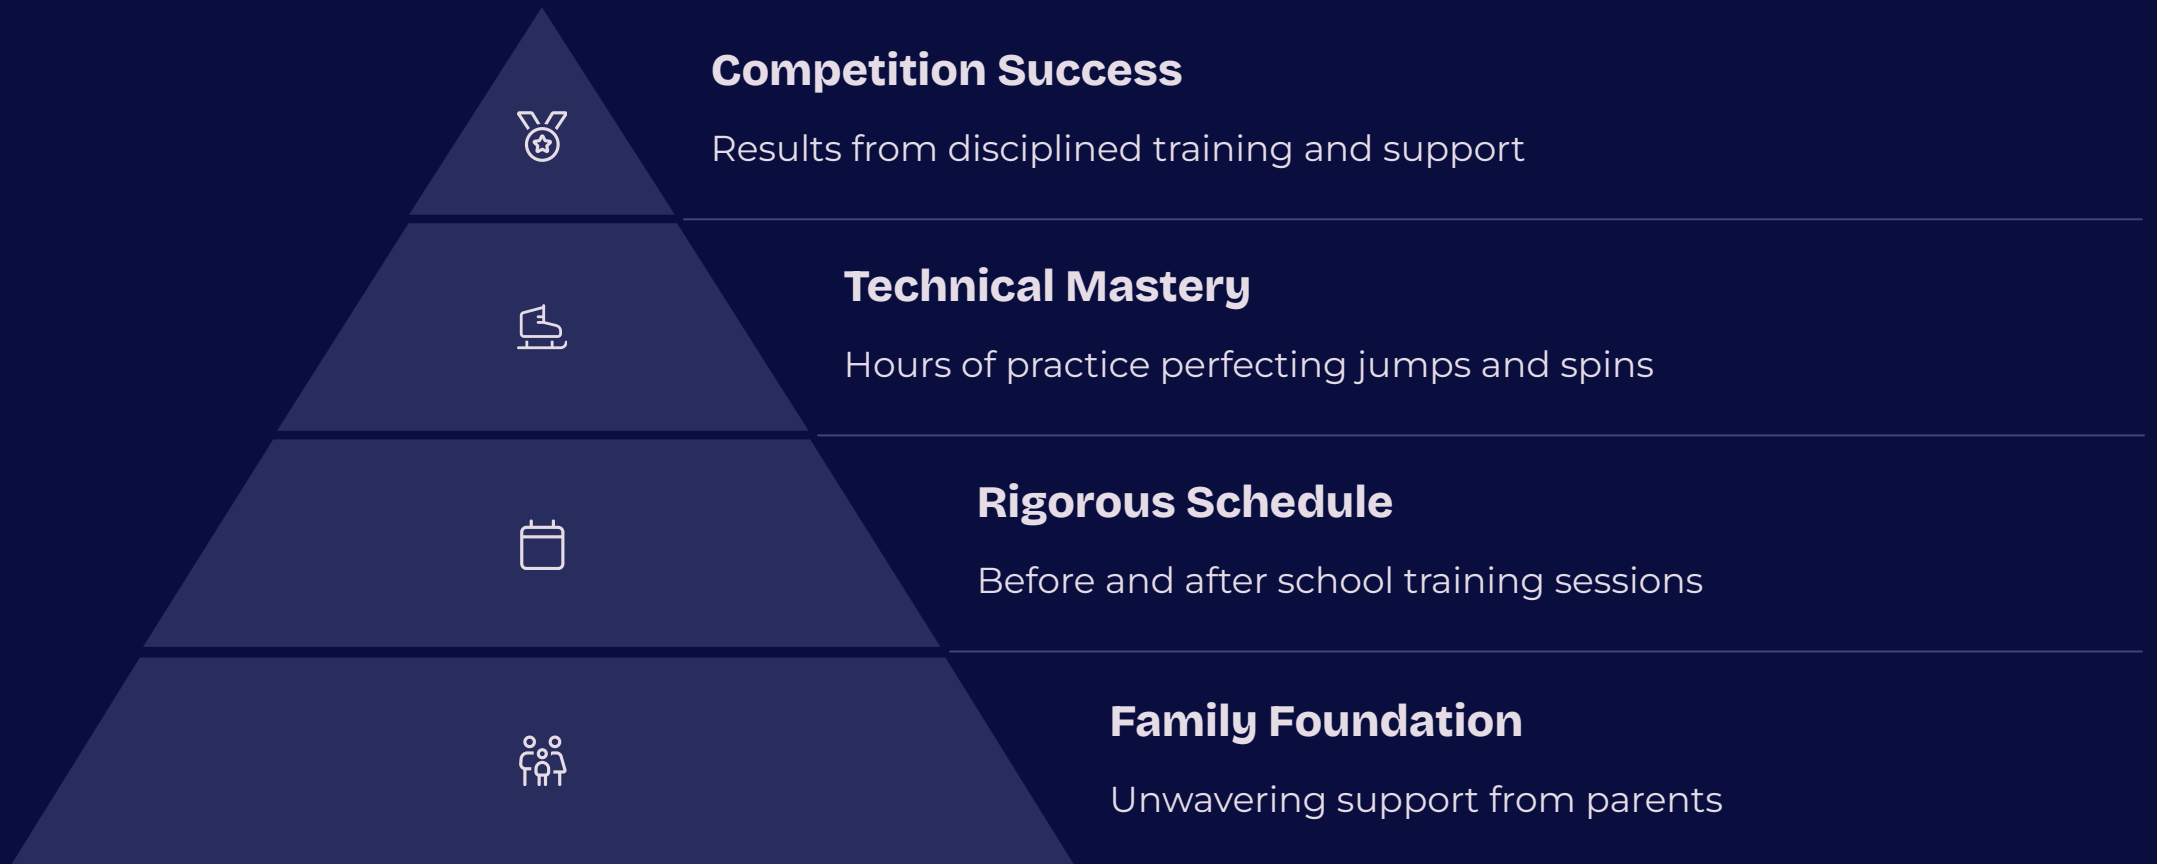 Competition Success
Results from disciplined training and support
Technical Mastery
Hours of practice perfecting jumps and spins
Rigorous Schedule
Before and after school training sessions
Family Foundation
Unwavering support from parents